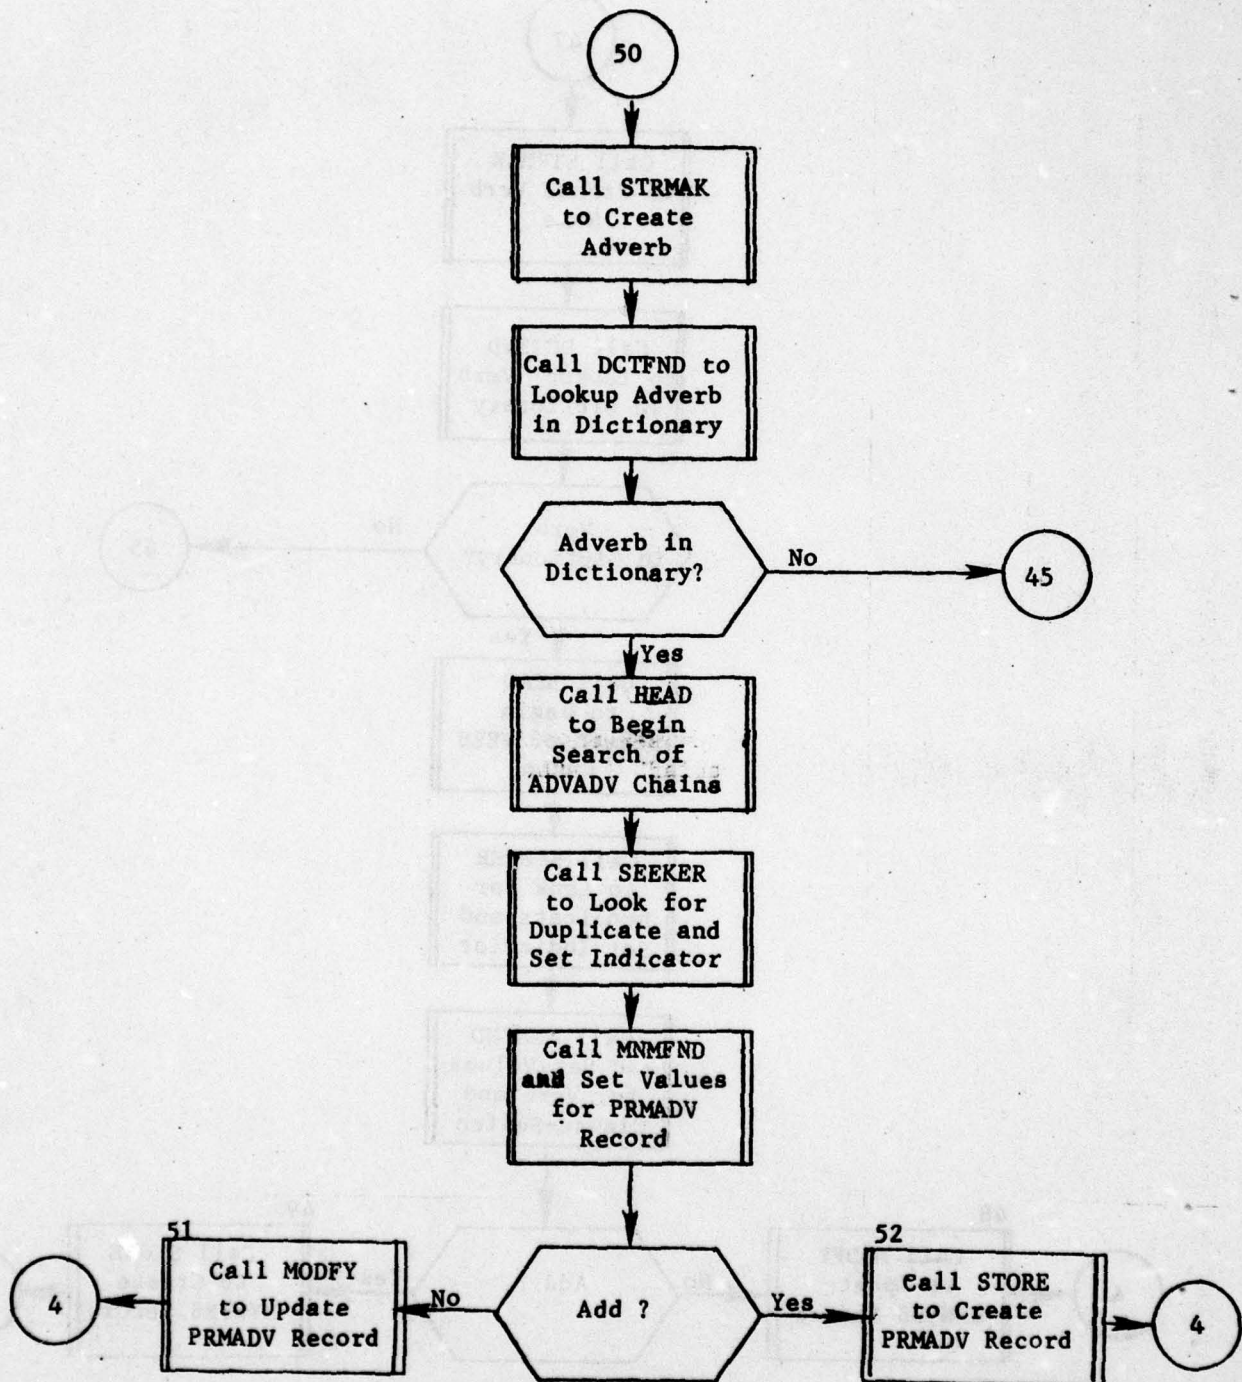 50
Call STRMAK
to Create
Adverb
Call DCTFND to
Lookup Adverb
in Dictionary
Adverb in
Dictionary?
No
45
Yes
Call HEAD
to Begin
Search of
ADVADV Chains
Call SEEKER
to Look for
Duplicate and
Set Indicator
Call MNMFND
and Set Values
for PRMADV
Record
51
Call MODFY
to Update
PRMADV Record
4
No
Add ?
Yes
52
Call STORE
to Create
PRMADV Record
4